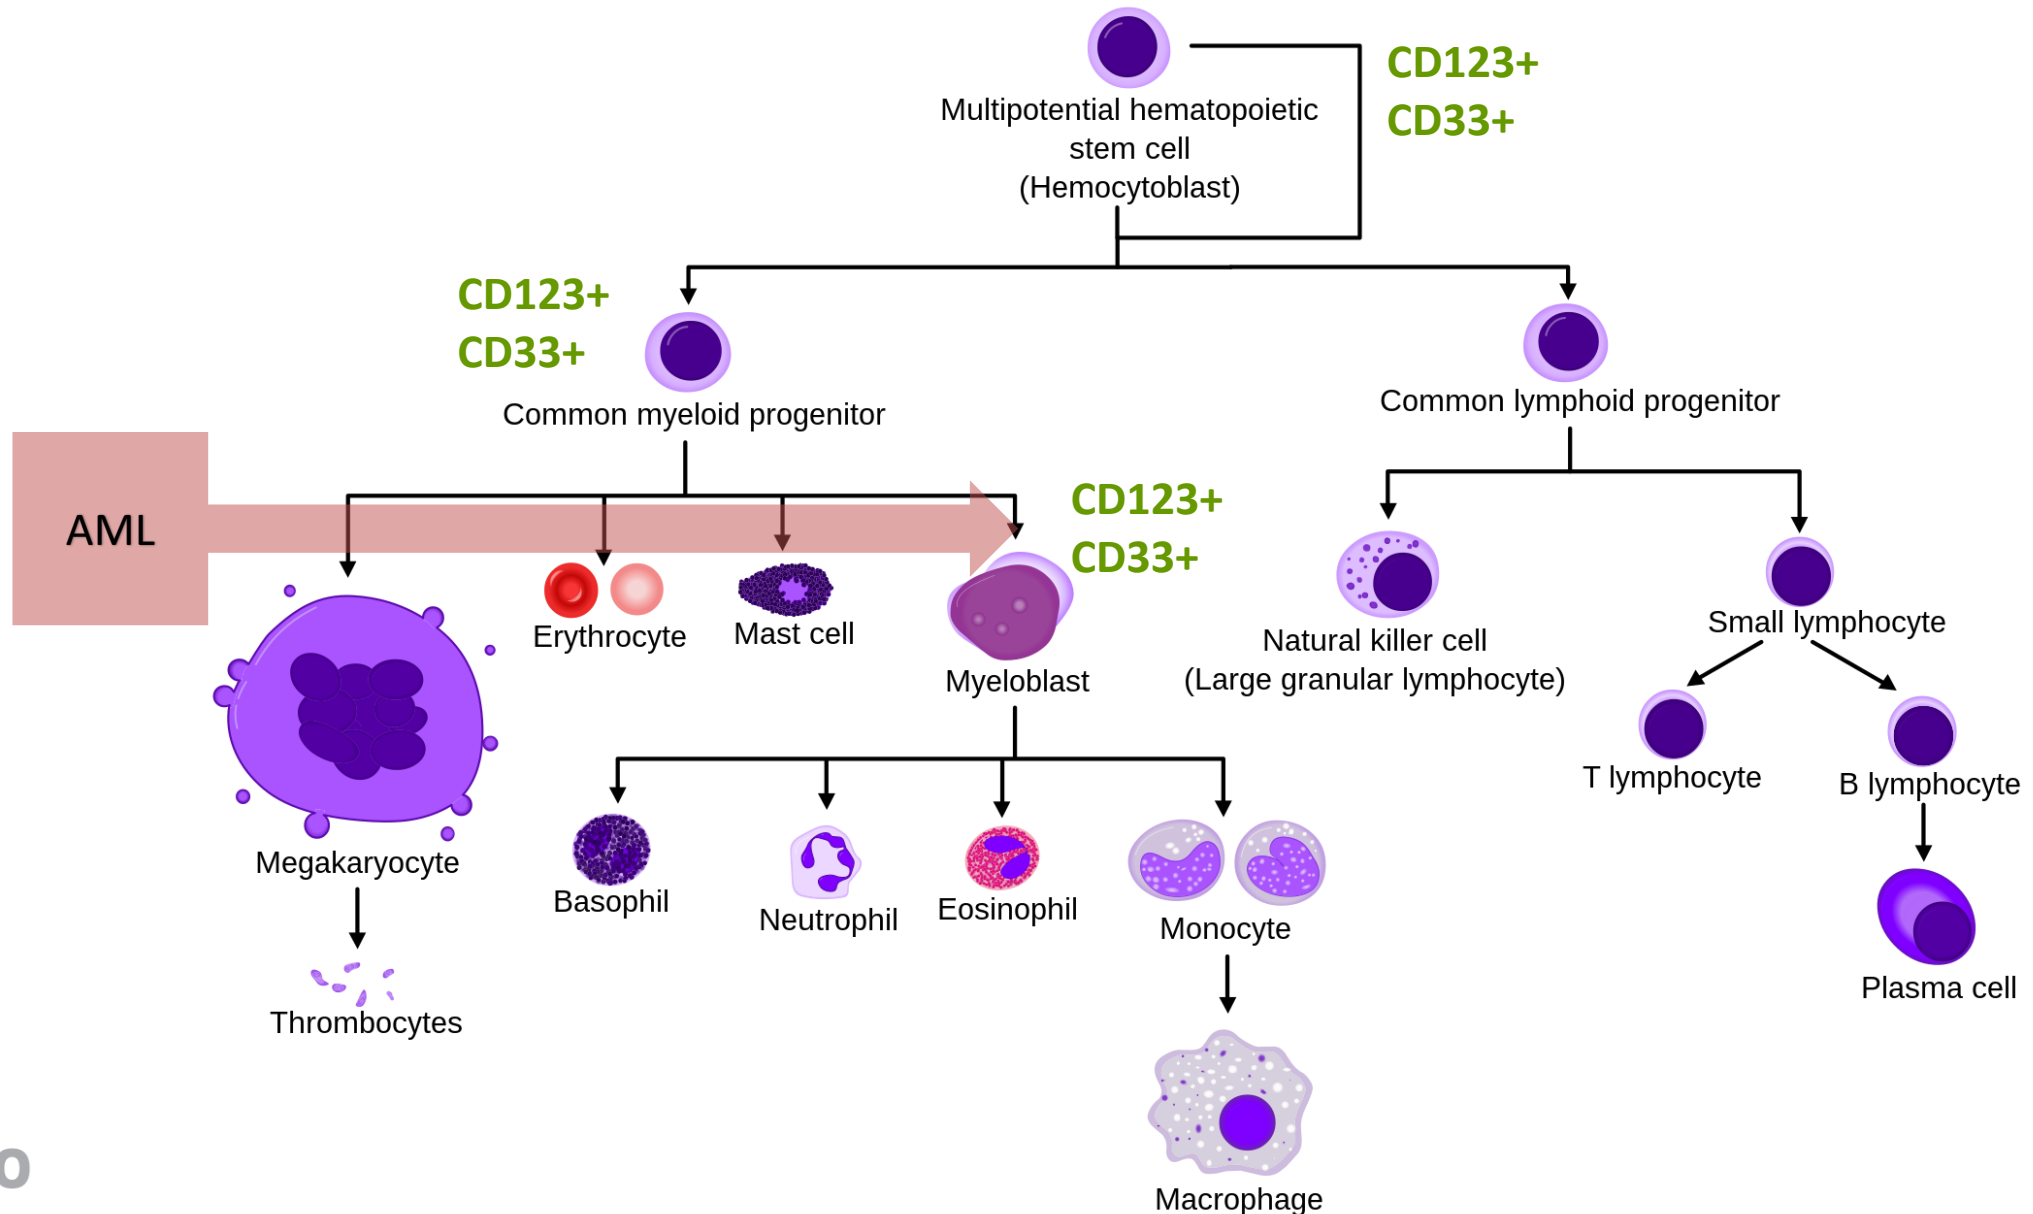 CD123+
CD33+
Multipotential hematopoietic
stem cell
(Hemocytoblast)
CD123+
CD33+
Common myeloid progenitor
Common lymphoid progenitor
AML
CD123+
CD33+
Erythrocyte
Mast cell
Myeloblast
Natural killer cell
(Large granular lymphocyte)
Small lymphocyte
T lymphocyte
B lymphocyte
Megakaryocyte
Basophil
Neutrophil
Eosinophil
Monocyte
Plasma cell
Thrombocytes
Macrophage
o